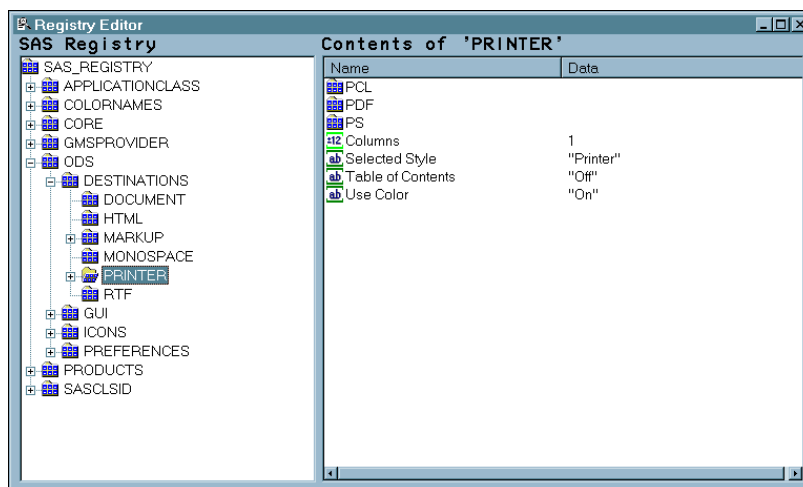 Registry Editor
SAS Registry
Contents of 'PRINTER'
SAS_REGISTRY
APPLICATIONCLASS
COLORNAMES
CORE
GMSPROVIDER
ODS
DESTINATIONS
DOCUMENT
HTML
MARKUP
MONOSPACE
PRINTER
RTF
GUI
ICONS
PREFERENCES
PRODUCTS
SASCLSID
Name Data
PCL
PDF
PS
Columns 1
Selected Style "Printer"
Table of Contents "Off"
Use Color "On"